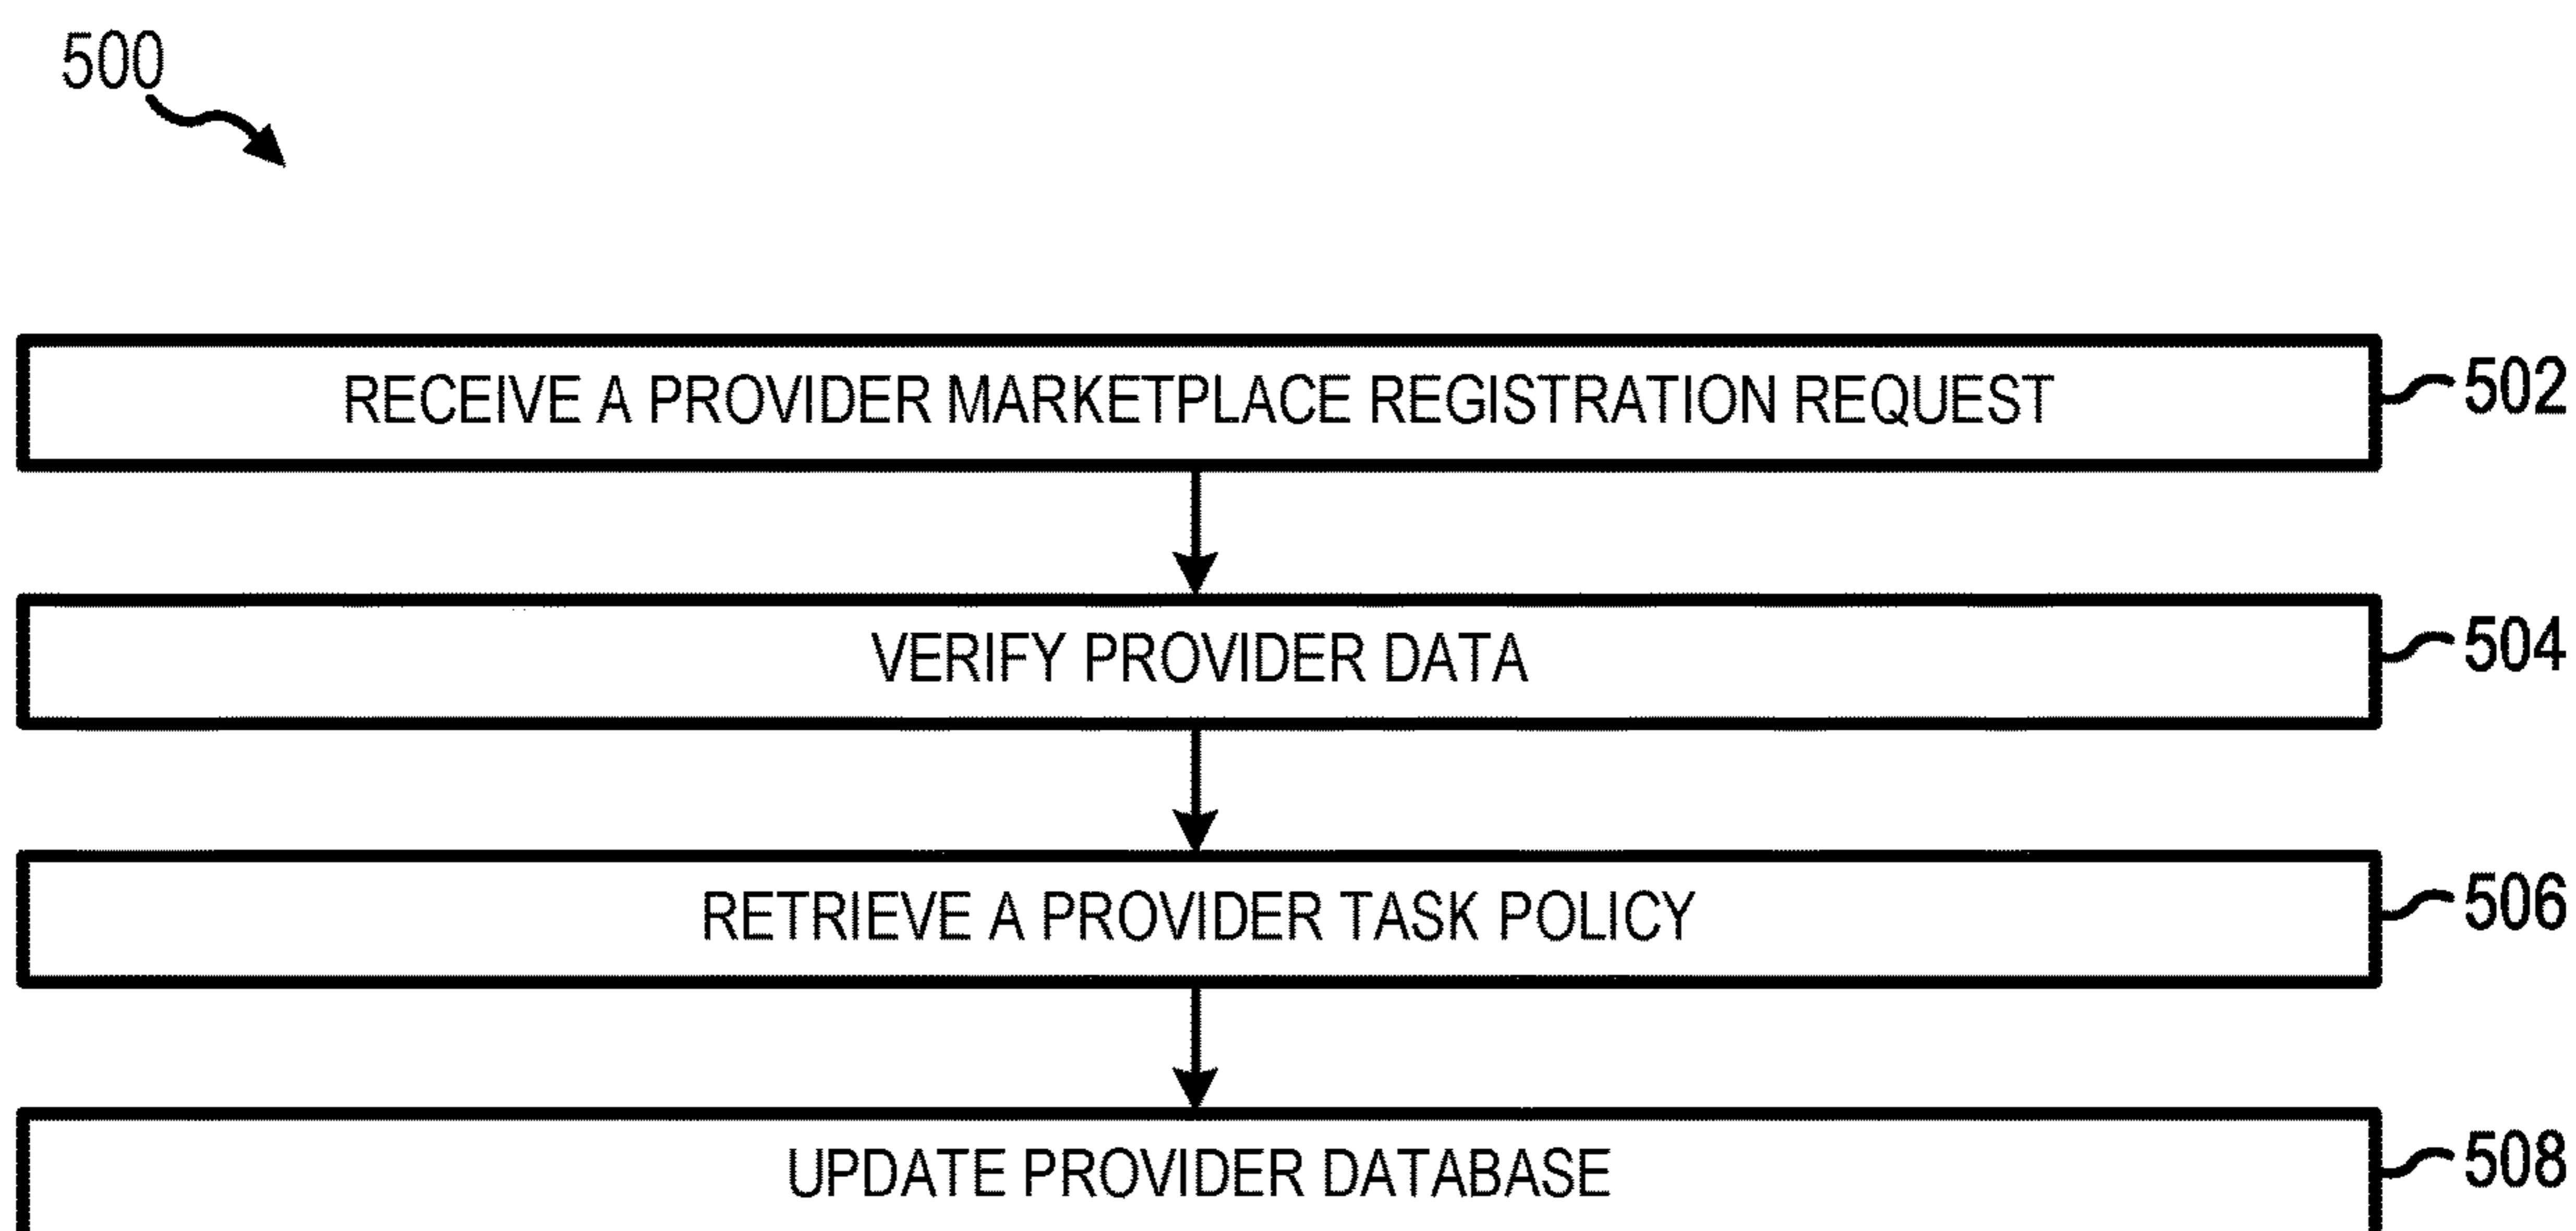 500
RECEIVE A PROVIDER MARKETPLACE REGISTRATION REQUEST
502
VERIFY PROVIDER DATA
504
RETRIEVE A PROVIDER TASK POLICY
506
UPDATE PROVIDER DATABASE
508